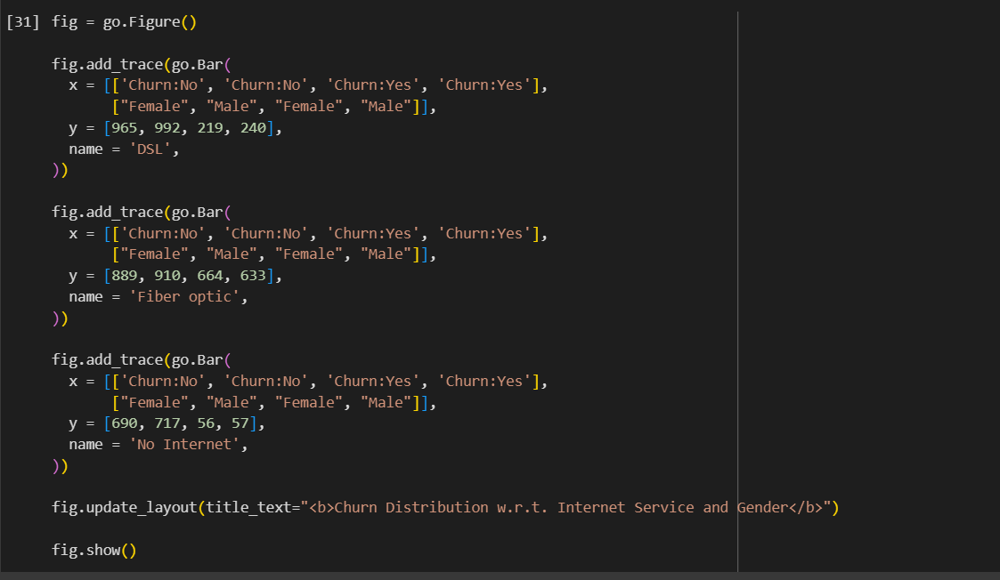 [31] fig = go.Figure()
fig.add_trace(go.Bar(
x = [['Churn:No', 'Churn:No', 'Churn:Yes', 'Churn:Yes'],
["Female", "Male", "Female", "Male"]],
y = [965, 992, 219, 240],
name = 'DSL',
))
fig.add_trace(go.Bar(
x = [['Churn:No', 'Churn:No', 'Churn:Yes', 'Churn:Yes'],
["Female", "Male", "Female", "Male"]],
y = [889, 910, 664, 633],
name = 'Fiber optic',
))
fig.add_trace(go.Bar(
x = [['Churn:No', 'Churn:No', 'Churn:Yes', 'Churn:Yes'],
["Female", "Male", "Female", "Male"]],
y = [690, 717, 56, 57],
name = 'No Internet',
))
fig.update_layout(title_text="<b>Churn Distribution w.r.t. Internet Service and Gender</b>")
fig.show()